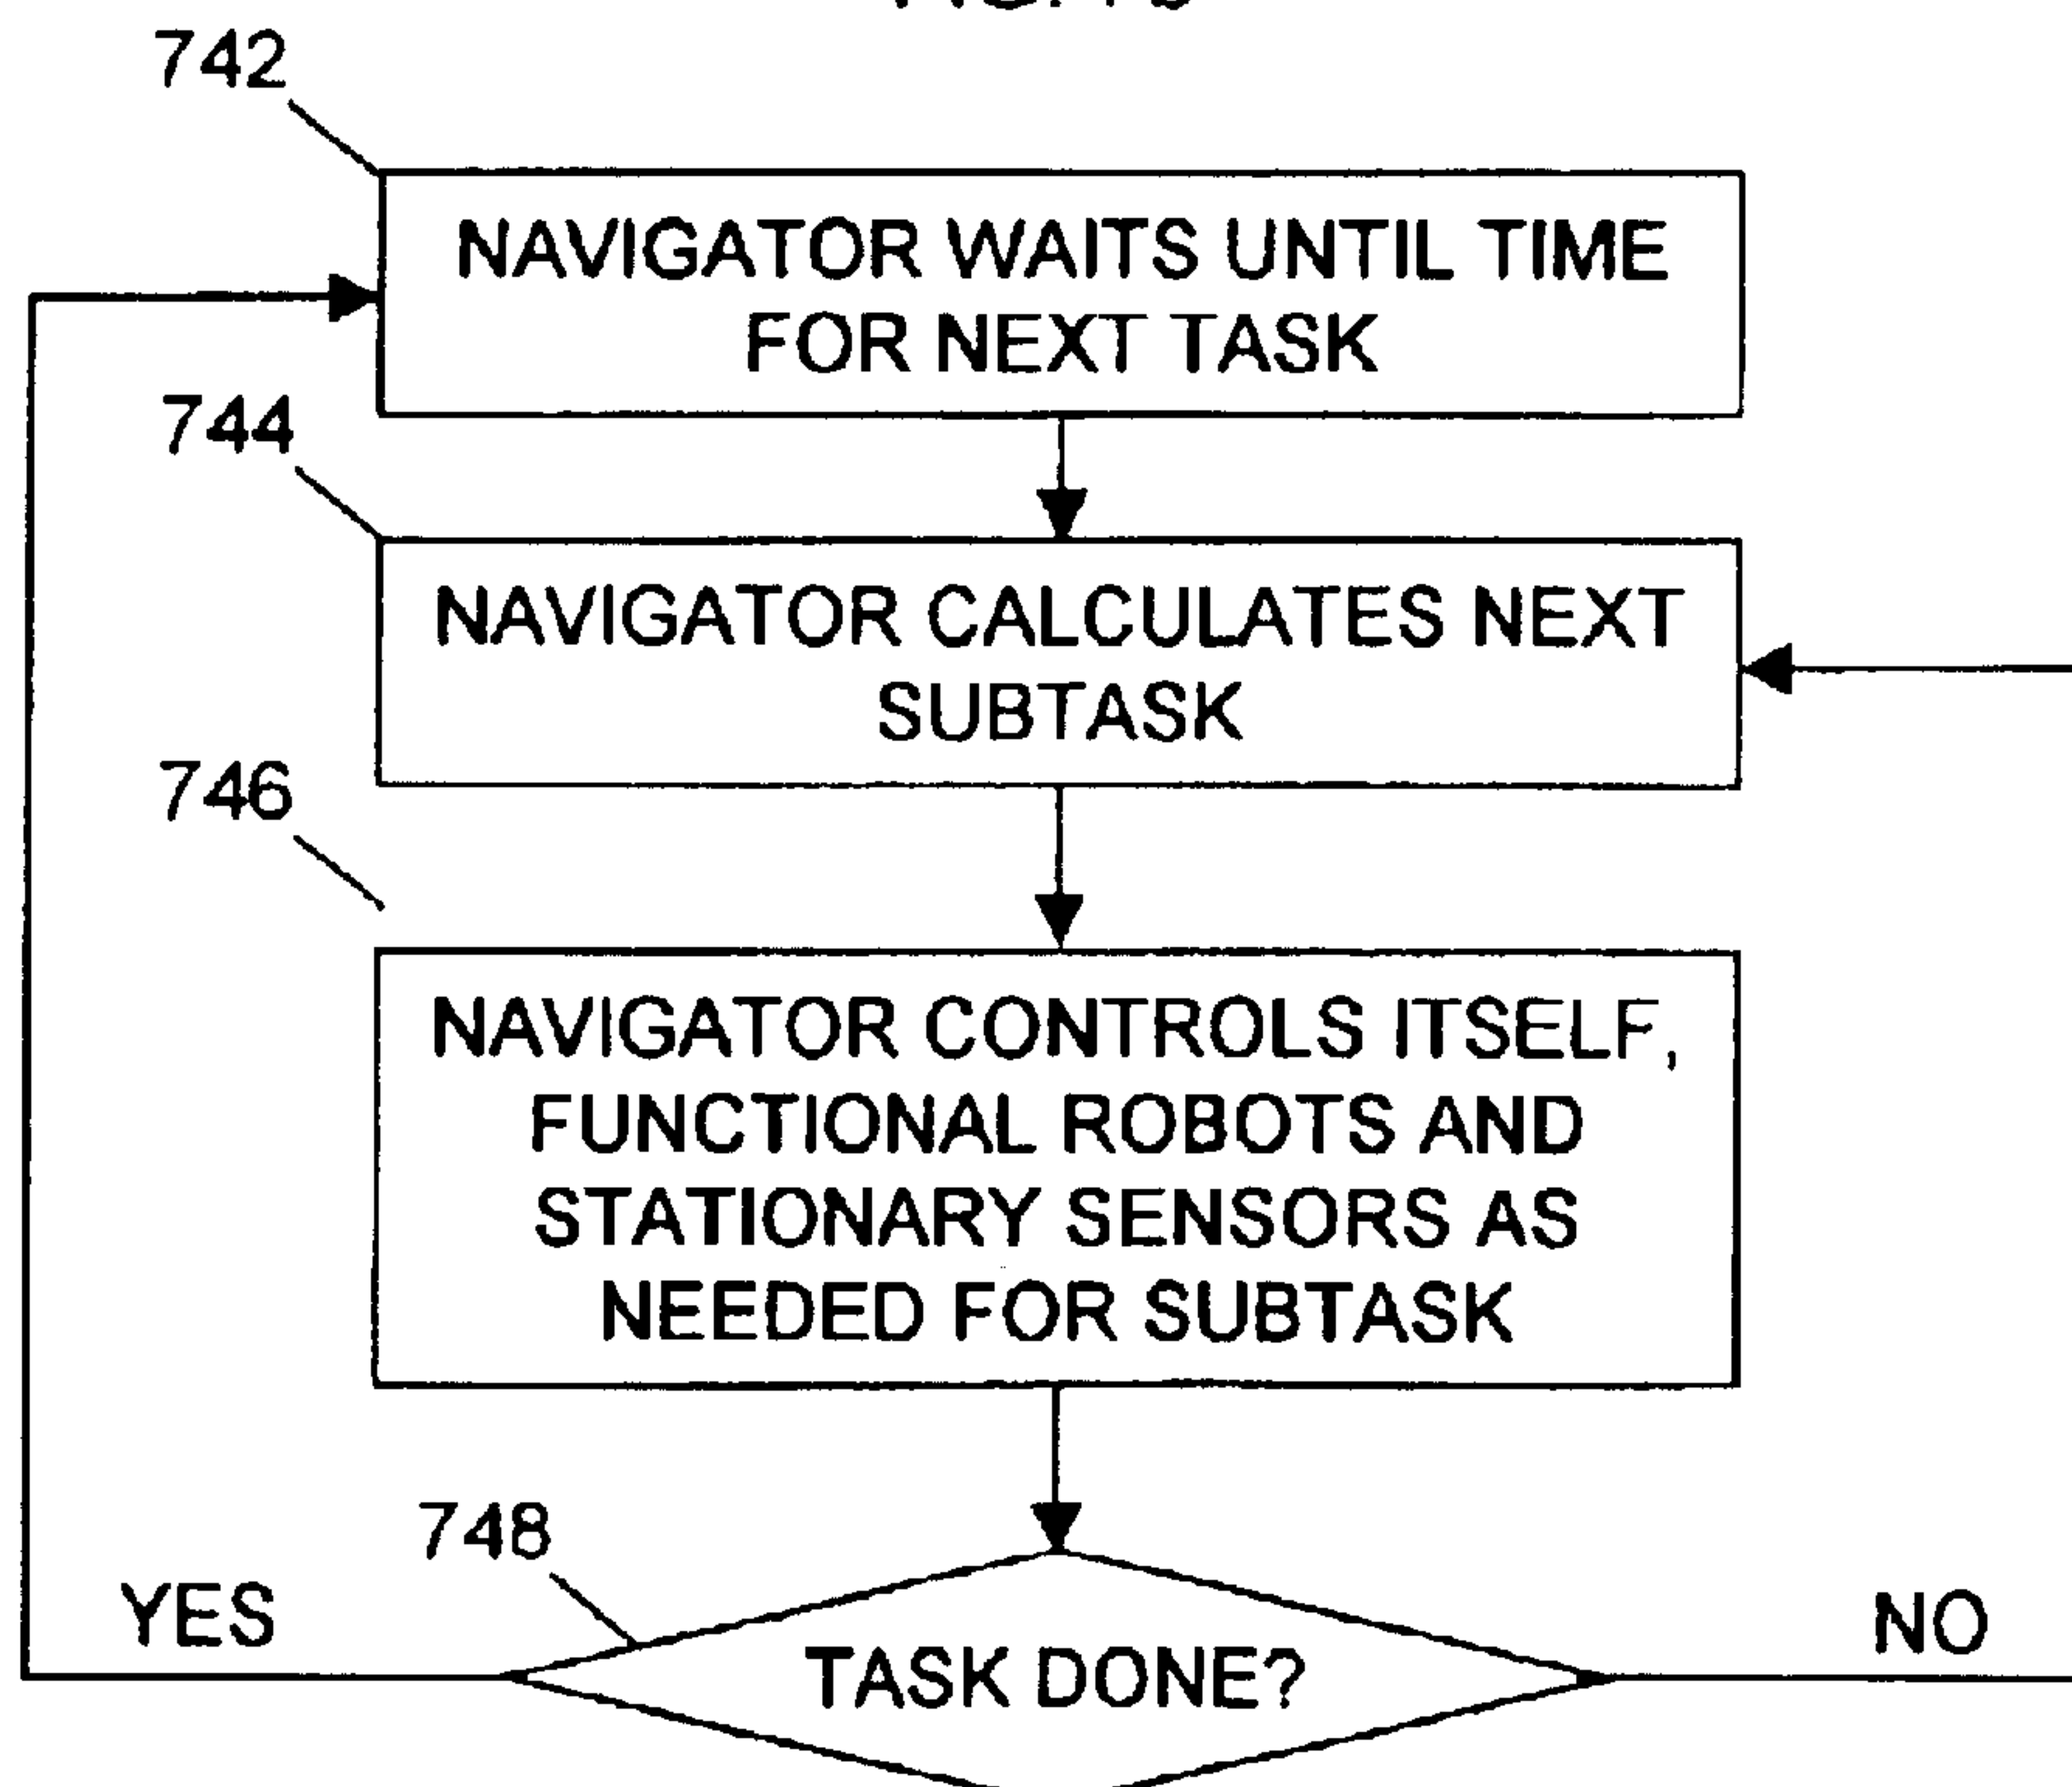 742
NAVIGATOR WAITS UNTIL TIME
FOR NEXT TASK
744
NAVIGATOR CALCULATES NEXT
SUBTASK
746
NAVIGATOR CONTROLS ITSELF,
FUNCTIONAL ROBOTS AND
STATIONARY SENSORS AS
NEEDED FOR SUBTASK
748
YES
TASK DONE?
NO